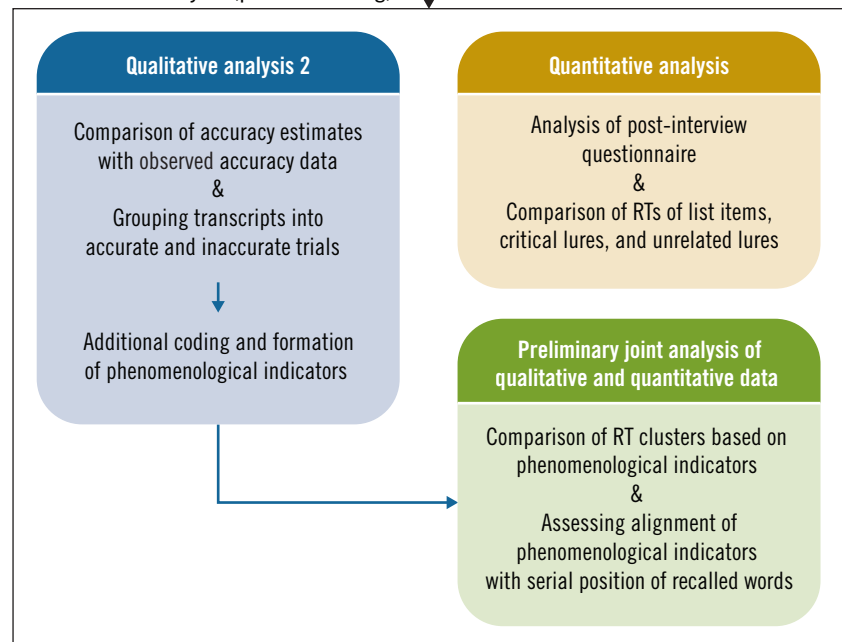 Qualitative analysis 2
Comparison of accuracy estimates
with observed accuracy data
&
Grouping transcripts into
accurate and inaccurate trials
Additional coding and formation
of phenomenological indicators
Quantitative analysis
Analysis of post-interview
questionnaire
&
Comparison of RTs of list items,
critical lures, and unrelated lures
Preliminary joint analysis of
qualitative and quantitative data
Comparison of RT clusters based on
phenomenological indicators
&
Assessing alignment of
phenomenological indicators
with serial position of recalled words